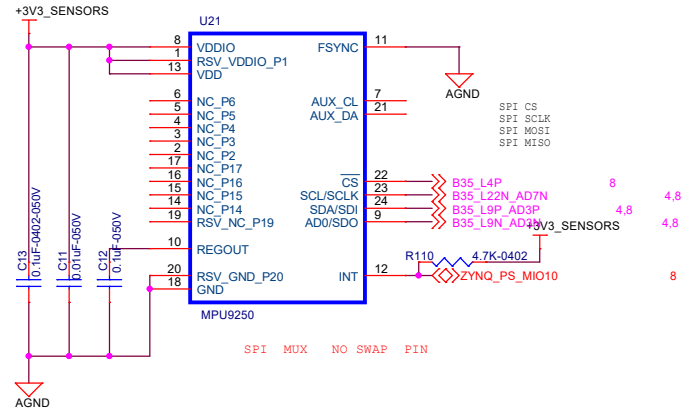 +3V3_SENSORS
U21
8 VDDIO FSYNC 11
1 RSV_VDDIO_P1
13 VDD
AGND
6 NC_P6 AUX_CL 7
5 NC_P5 AUX_DA 21
4 NC_P4
3 NC_P3
2 NC_P2
17 NC_P17
16 NC_P16
15 NC_P15
14 NC_P14
19 RSV_NC_P19
SPI CS
SPI SCLK
SPI MOSI
SPI MISO
CS 22 B35_L4P 8
SCL/SCLK 23 B35_L22N_AD7N 4,8
SDA/SDI 24 B35_L9P_AD3P 4,8
AD0/SDO 9 B35_L9N_AD3N 4,8
+3V3_SENSORS
10 REGOUT
R110 4.7K-0402
20 RSV_GND_P20 INT 12 ZYNQ_PS_MIO10 8
18 GND
C13
0.1uF-0402-050V
C11
0.01uF-050V
C12
0.1uF-050V
MPU9250
SPI MUX NO SWAP PIN
AGND